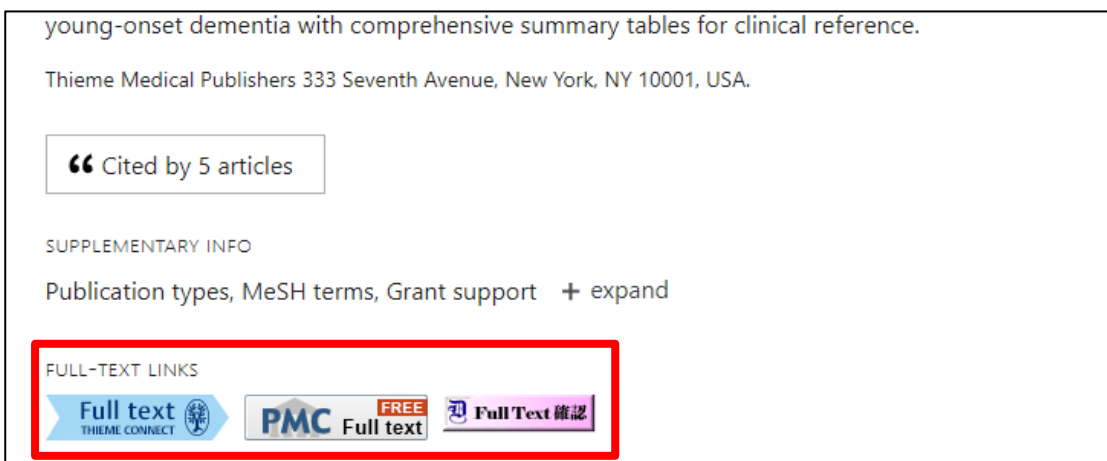 young-onset dementia with comprehensive summary tables for clinical reference.
Thieme Medical Publishers 333 Seventh Avenue, New York, NY 10001, USA.
“ Cited by 5 articles
SUPPLEMENTARY INFO
Publication types, MeSH terms, Grant support + expand
FULL-TEXT LINKS
Full text
THIEME CONNECT
PMC FREE Full text
Full Text 確認